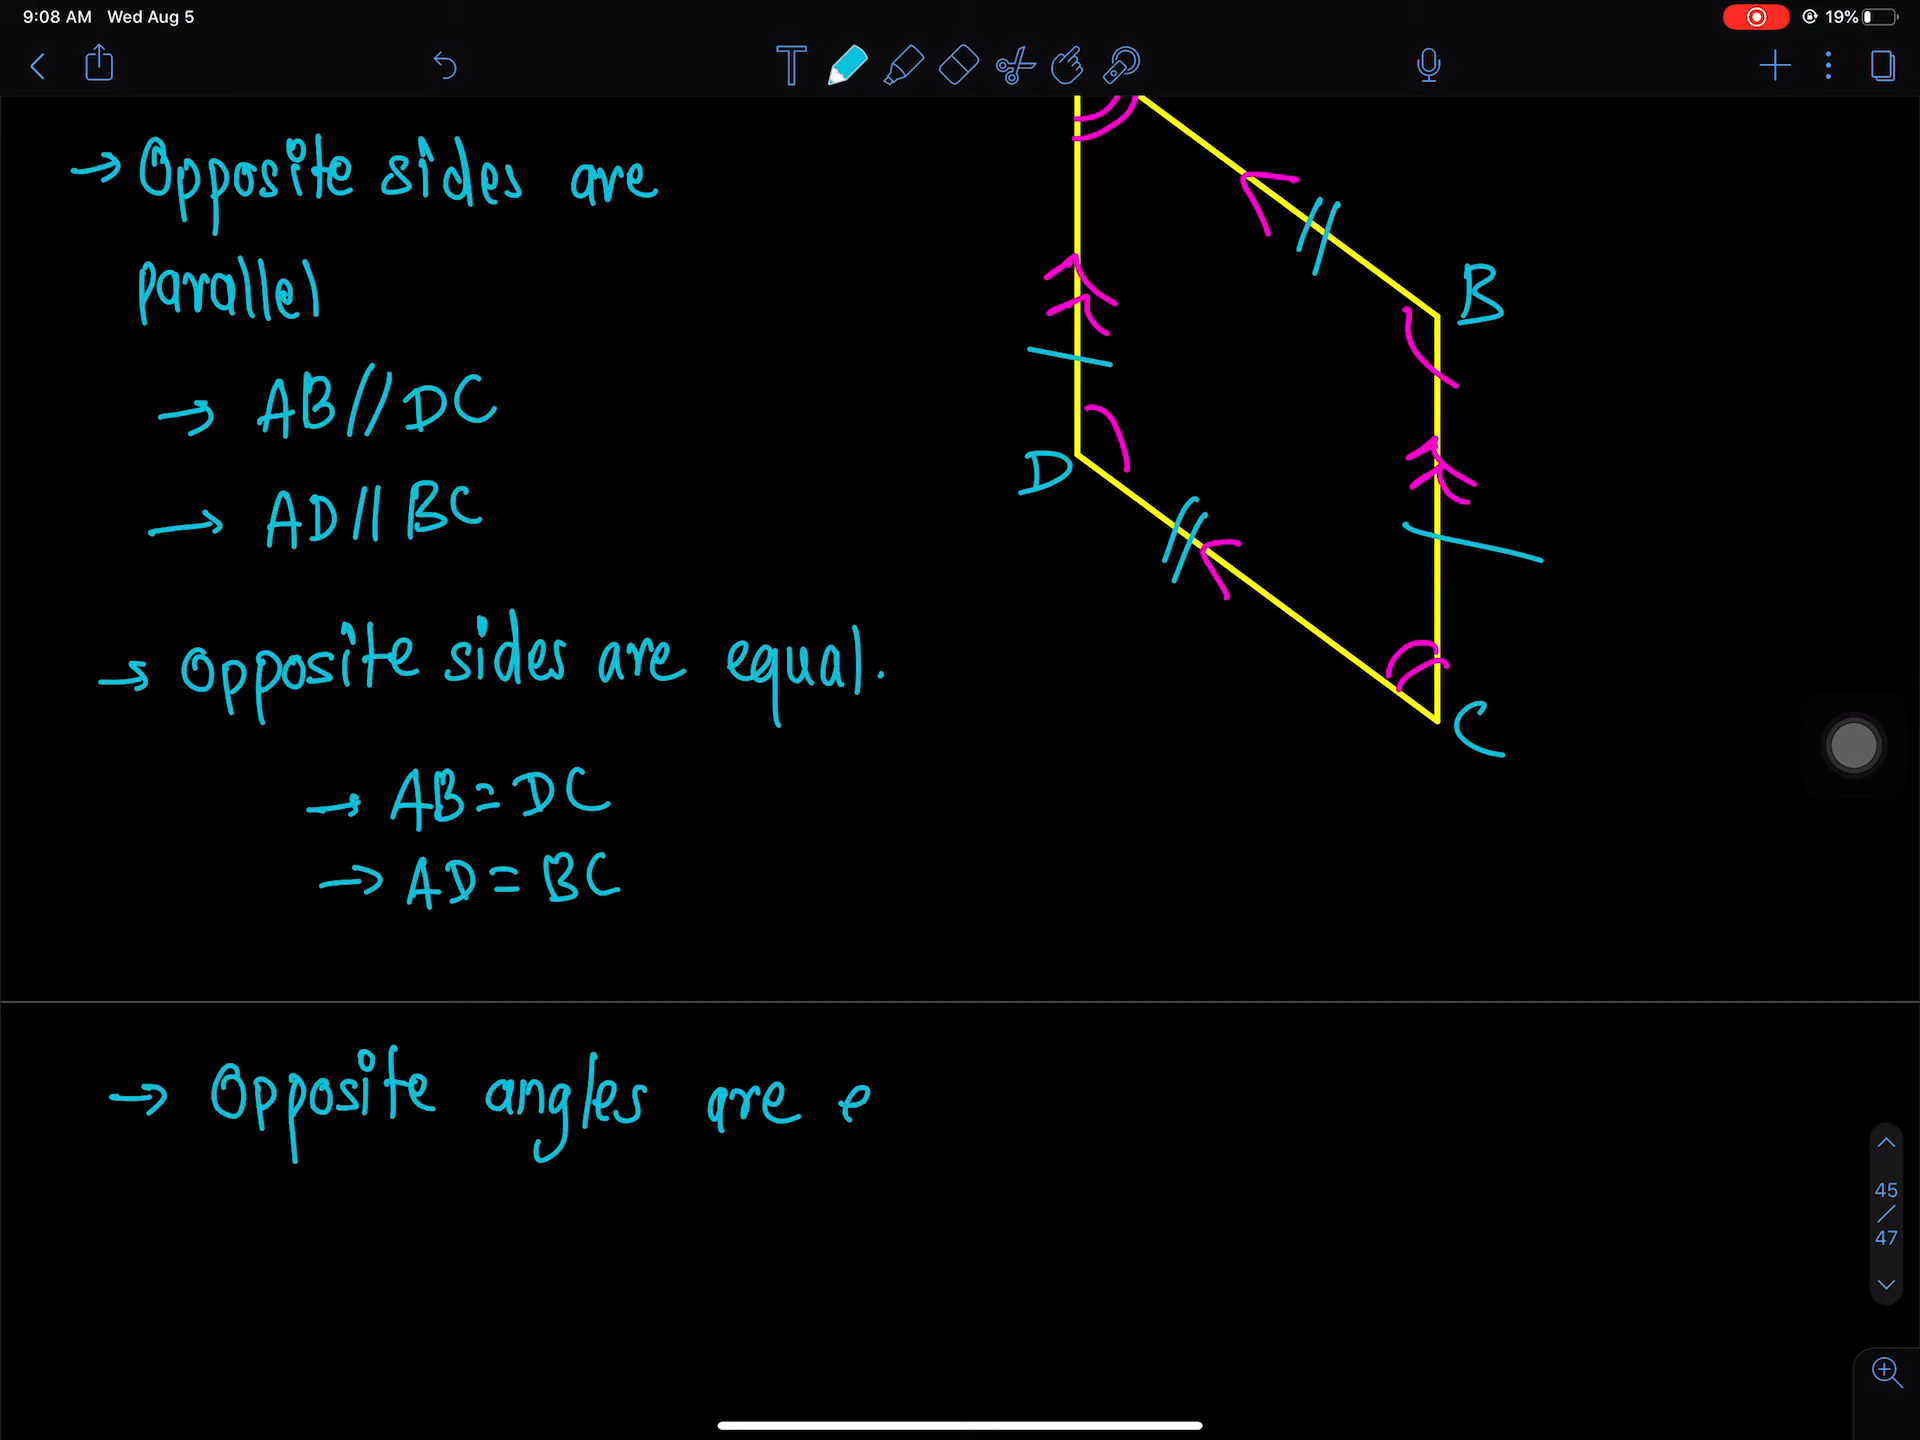 9:08 AM Wed Aug 5
19%
→ Opposite sides are
parallel
→ AB//DC
→ AD||BC
→ Opposite sides are equal.
→ AB=DC
→ AD=BC
→ Opposite angles are e
B
D
C
45
/
47